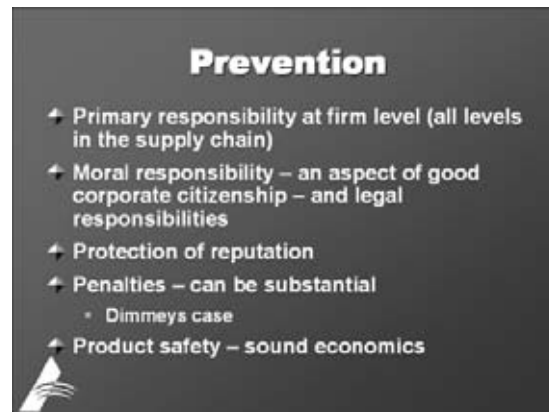 Prevention
Primary responsibility at firm level (all levels
in the supply chain)
Moral responsibility – an aspect of good
corporate citizenship – and legal
responsibilities
Protection of reputation
Penalties – can be substantial
Dimmeys case
Product safety – sound economics